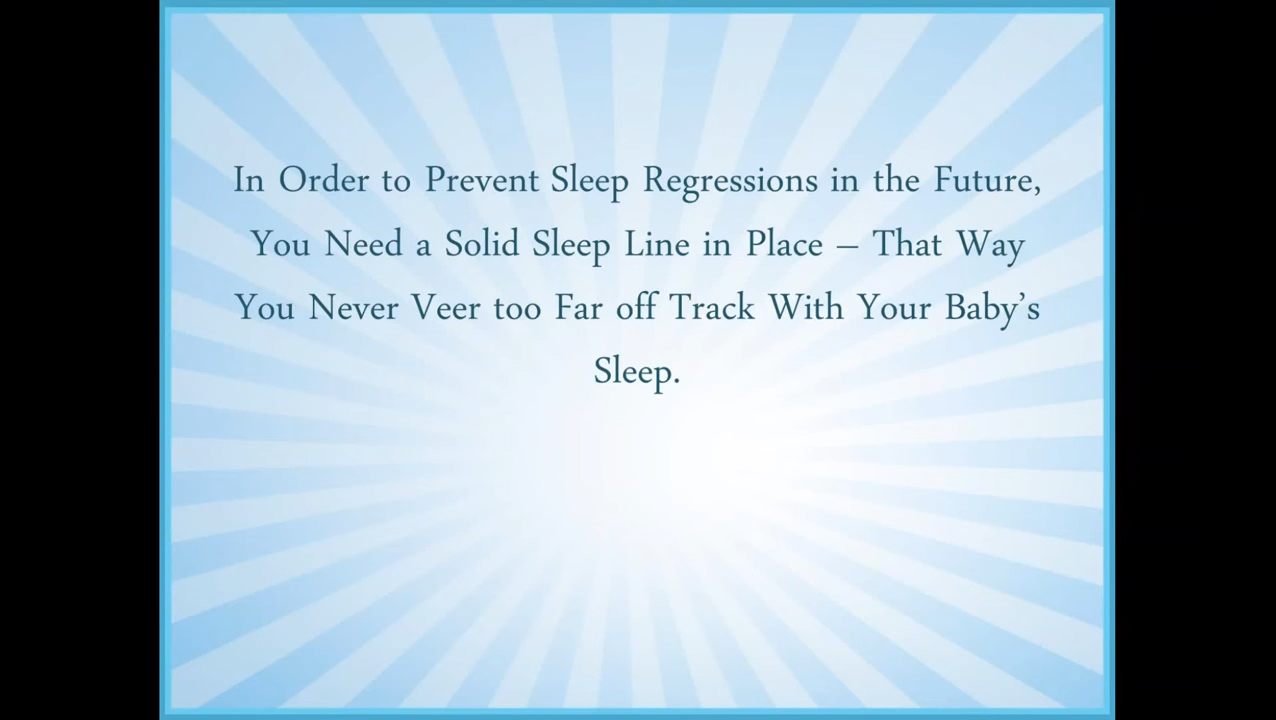 In Order to Prevent Sleep Regressions in the Future,
You Need a Solid Sleep Line in Place – That Way
You Never Veer too Far off Track With Your Baby’s
Sleep.